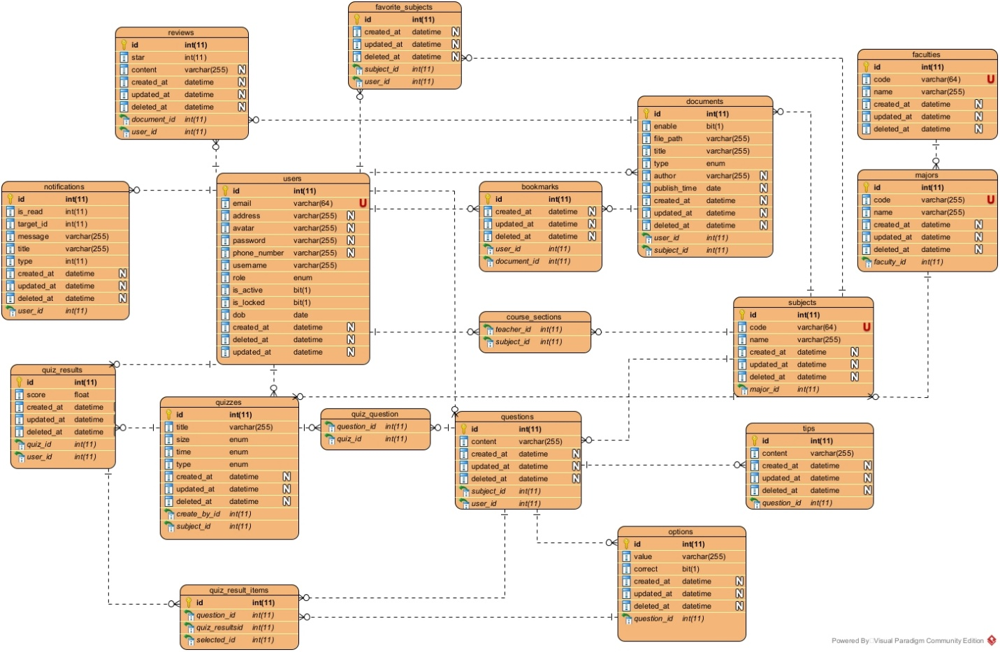 favorite_subjects
id int(11)
created_at datetime N
updated_at datetime N
deleted_at datetime N
subject_id int(11)
user_id int(11)
reviews
id int(11)
star int(11)
content varchar(255) N
created_at datetime N
updated_at datetime N
deleted_at datetime N
document_id int(11)
user_id int(11)
faculties
id int(11)
code varchar(64) U
name varchar(255)
created_at datetime N
updated_at datetime N
deleted_at datetime N
documents
id int(11)
enable bit(1)
file_path varchar(255)
title varchar(255)
type enum
author varchar(255) N
publish_time date N
created_at datetime N
updated_at datetime N
deleted_at datetime N
user_id int(11)
subject_id int(11)
majors
id int(11)
code varchar(255) U
name varchar(255)
created_at datetime N
updated_at datetime N
deleted_at datetime N
faculty_id int(11)
users
id int(11)
email varchar(64) U
address varchar(255) N
avatar varchar(255) N
password varchar(255) N
phone_number varchar(255) N
username varchar(255)
role enum
is_active bit(1)
is_locked bit(1)
dob date
created_at datetime N
deleted_at datetime N
updated_at datetime N
notifications
id int(11)
is_read int(11)
target_id int(11)
message varchar(255)
title varchar(255)
type int(11)
created_at datetime N
updated_at datetime N
deleted_at datetime N
user_id int(11)
bookmarks
id int(11)
created_at datetime N
updated_at datetime N
deleted_at datetime N
user_id int(11)
document_id int(11)
subjects
id int(11)
code varchar(64) U
name varchar(255)
created_at datetime N
updated_at datetime N
deleted_at datetime N
major_id int(11)
course_sections
teacher_id int(11)
subject_id int(11)
quiz_results
id int(11)
score float
created_at datetime
updated_at datetime
deleted_at datetime
quiz_id int(11)
user_id int(11)
quizzes
id int(11)
title varchar(255)
size enum
time enum
type enum
created_at datetime N
updated_at datetime N
deleted_at datetime N
create_by_id int(11)
subject_id int(11)
quiz_question
question_id int(11)
quiz_id int(11)
questions
id int(11)
content varchar(255)
created_at datetime N
updated_at datetime N
deleted_at datetime N
subject_id int(11)
user_id int(11)
tips
id int(11)
content varchar(255)
created_at datetime N
updated_at datetime N
deleted_at datetime N
question_id int(11)
options
id int(11)
value varchar(255)
correct bit(1)
created_at datetime N
updated_at datetime N
deleted_at datetime N
question_id int(11)
quiz_result_items
id int(11)
question_id int(11)
quiz_resultsid int(11)
selected_id int(11)
Powered By Visual Paradigm Community Edition